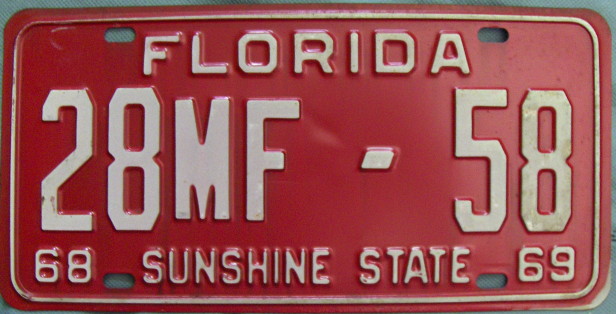 FLORIDA
28MF-58
68 SUNSHINE STATE 69